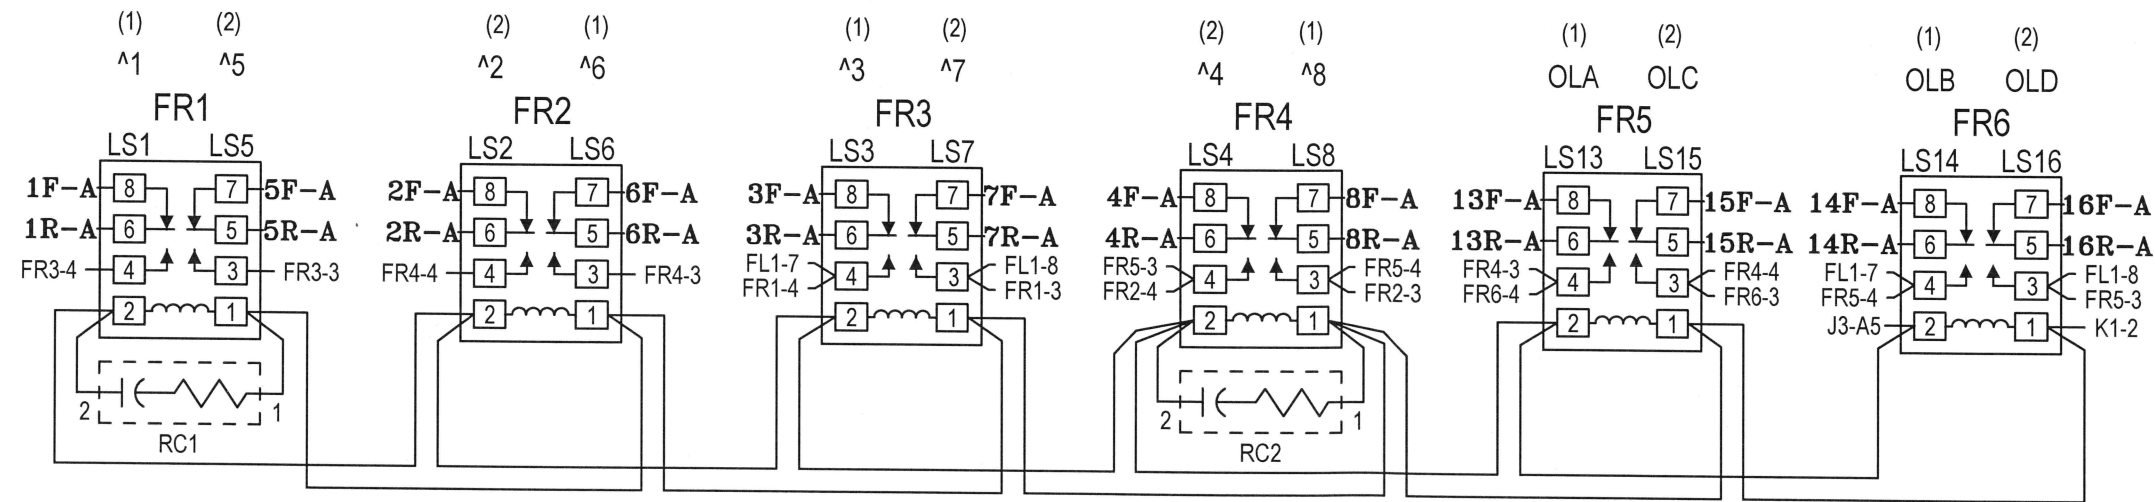 (1) (2) (2) (1) (1) (2) (2) (1) (1) (2) (1) (2)
^1 ^5 ^2 ^6 ^3 ^7 ^4 ^8 OLA OLC OLB OLD
FR1 FR2 FR3 FR4 FR5 FR6
LS1 LS5 LS2 LS6 LS3 LS7 LS4 LS8 LS13 LS15 LS14 LS16
1F-A 8 7 5F-A 2F-A 8 7 6F-A 3F-A 8 7 7F-A 4F-A 8 7 8F-A 13F-A 8 7 15F-A 14F-A 8 7 16F-A
1R-A 6 5 5R-A 2R-A 6 5 6R-A 3R-A 6 5 7R-A 4R-A 6 5 8R-A 13R-A 6 5 15R-A 14R-A 6 5 16R-A
FL1-7 FL1-8 FR5-3 FR5-4 FR4-3 FR4-4 FL1-7 FL1-8
FR3-4 4 3 FR3-3 FR4-4 4 3 FR4-3 4 3 4 3 4 3 4 3
FR1-4 FR1-3 FR2-4 FR2-3 FR6-4 FR6-3 FR5-4 FR5-3
2 1 2 1 2 1 2 1 2 1 J3-A5 2 1 K1-2
2 1 2 1
RC1 RC2